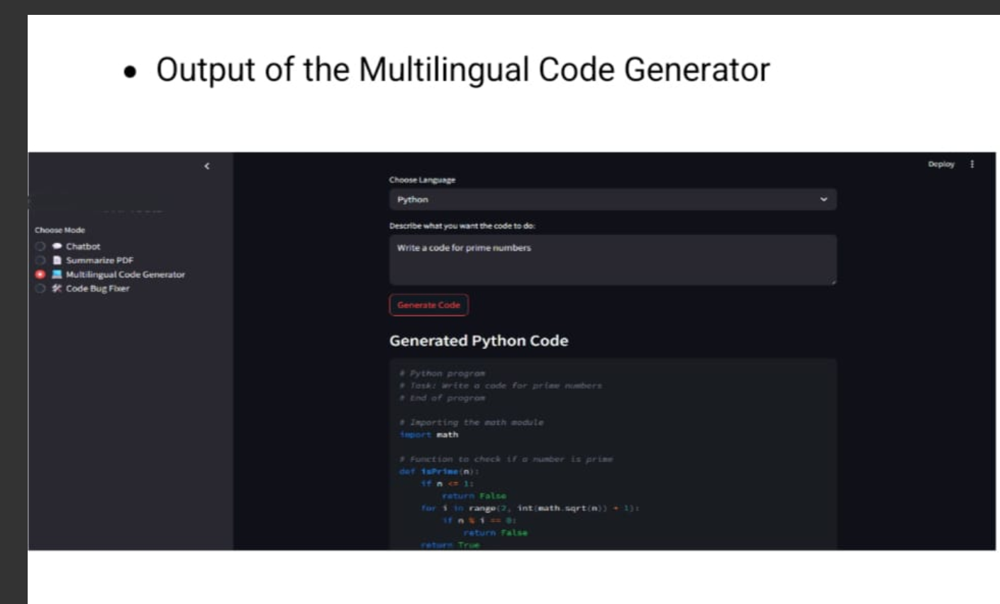 • Output of the Multilingual Code Generator
Deploy
Choose Mode
Chatbot
Summarize PDF
Multilingual Code Generator
Code Bug Fixer
Choose Language
Python
Describe what you want the code to do:
Write a code for prime numbers
Generate Code
Generated Python Code
# Python program
# Task: Write a code for prime numbers
# End of program
# Importing the math module
import math
# Function to check if a number is prime
def isPrime(n):
if n <= 1:
return False
for i in range(2, int(math.sqrt(n)) + 1):
if n % i == 0:
return False
return True